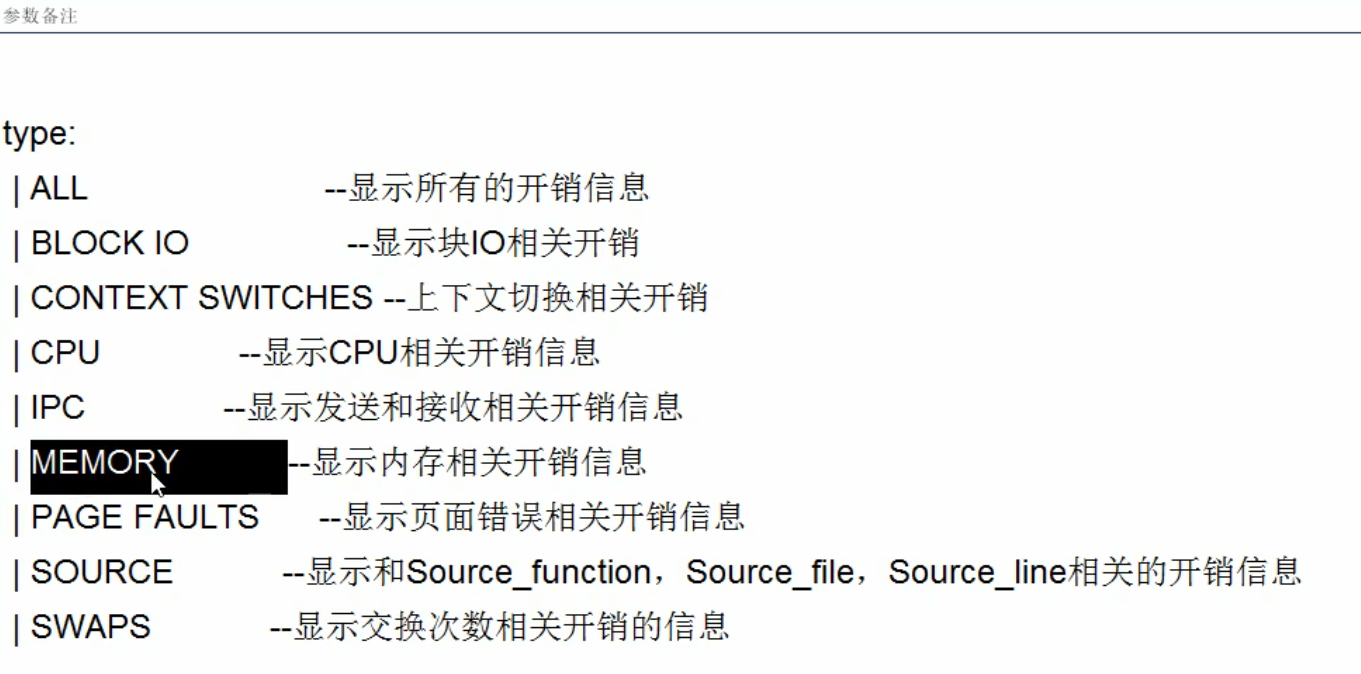 参数备注
type:
| ALL --显示所有的开销信息
| BLOCK IO --显示块IO相关开销
| CONTEXT SWITCHES --上下文切换相关开销
| CPU --显示CPU相关开销信息
| IPC --显示发送和接收相关开销信息
| MEMORY --显示内存相关开销信息
| PAGE FAULTS --显示页面错误相关开销信息
| SOURCE --显示和Source_function，Source_file，Source_line相关的开销信息
| SWAPS --显示交换次数相关开销的信息